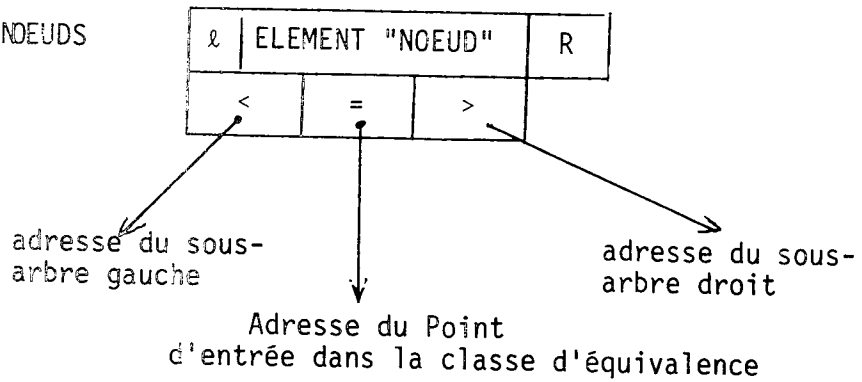 NOEUDS
ℓ ELEMENT "NOEUD" R
< = >
adresse du sous-
arbre gauche
adresse du sous-
arbre droit
Adresse du Point
d'entrée dans la classe d'équivalence